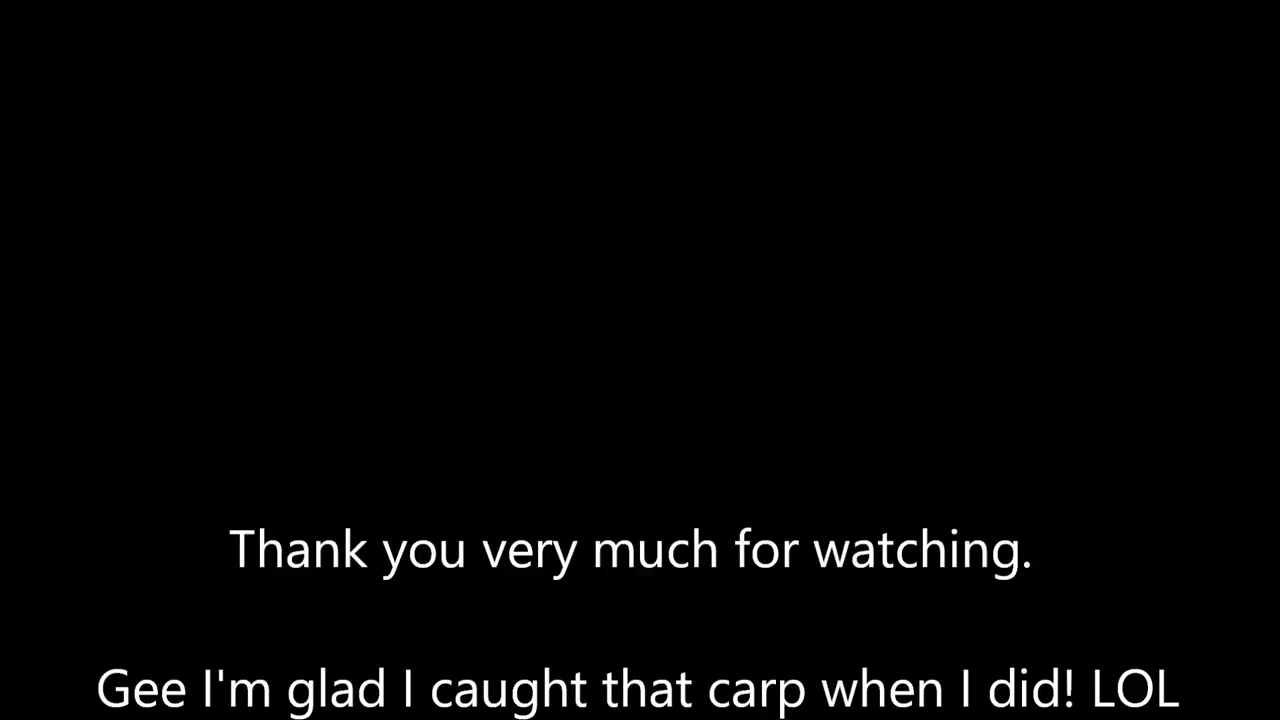 Thank you very much for watching.
Gee I'm glad I caught that carp when I did! LOL